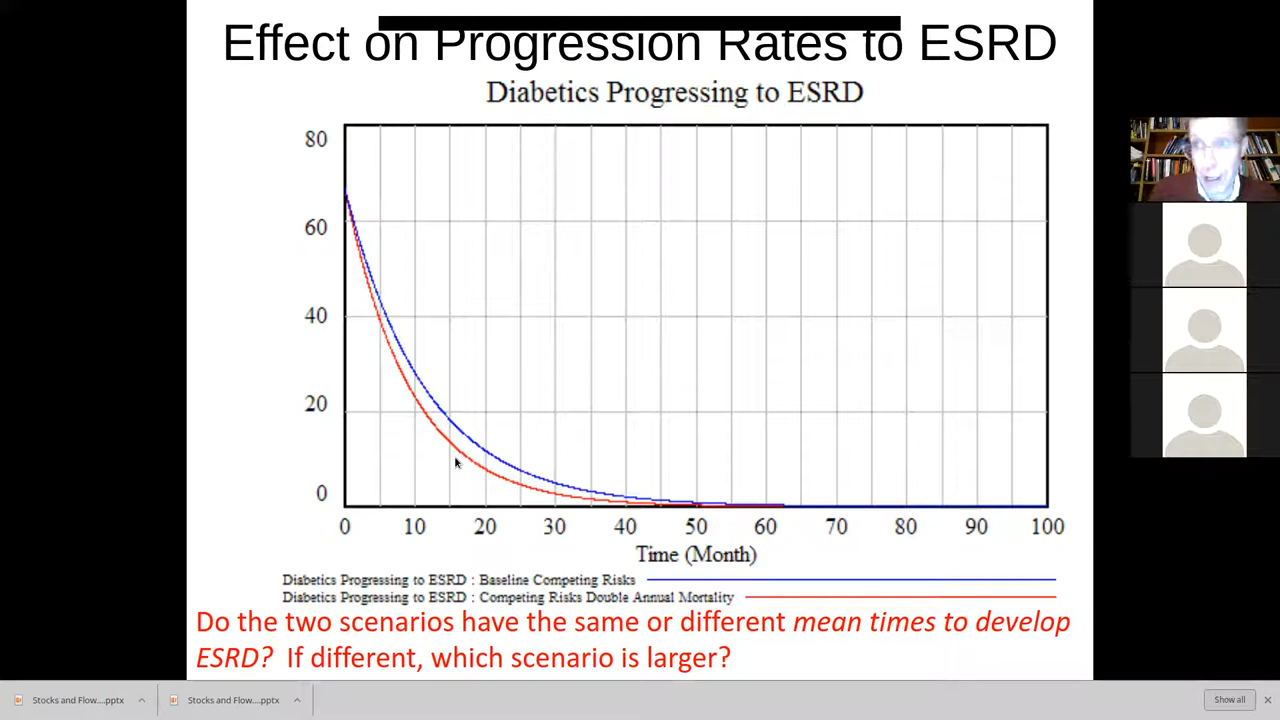 Effect on Progression Rates to ESRD
Diabetics Progressing to ESRD
80
60
40
20
0
0 10 20 30 40 50 60 70 80 90 100
Time (Month)
Diabetics Progressing to ESRD : Baseline Competing Risks
Diabetics Progressing to ESRD : Competing Risks Double Annual Mortality
Do the two scenarios have the same or different mean times to develop
ESRD? If different, which scenario is larger?
Stocks and Flow....pptx
Stocks and Flow....pptx
Show all